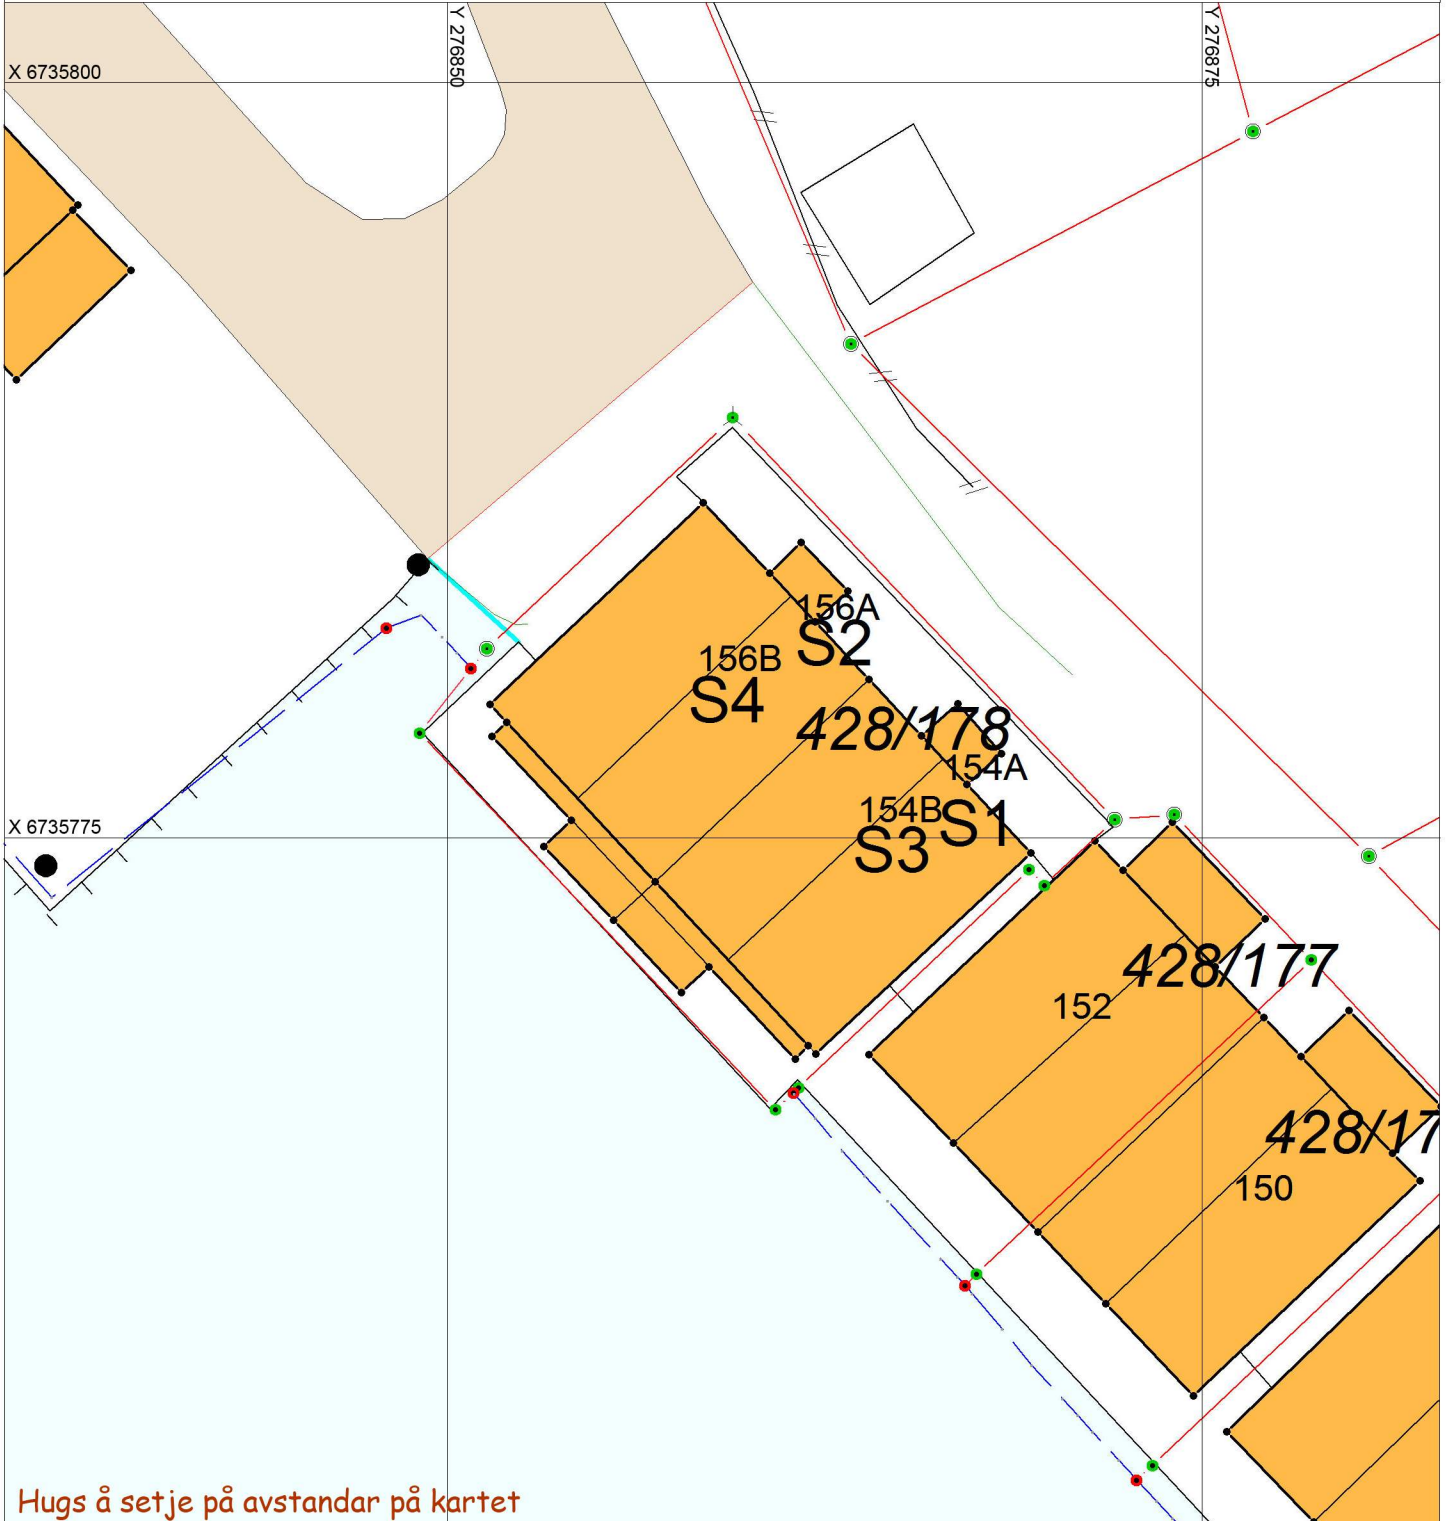 Y 276850
Y 276875
X 6735800
156A
S2
156B
S4
428/178
154A
154B
S1
S3
X 6735775
428/177
152
428/17
150
Hugs å setje på avstandar på kartet